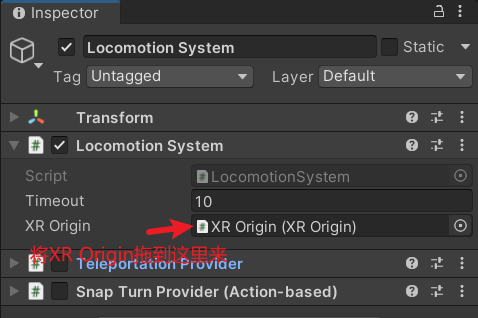 Inspector
Locomotion System
Static
Tag Untagged Layer Default
Transform
Locomotion System
Script LocomotionSystem
Timeout 10
XR Origin XR Origin (XR Origin)
将XR Origin拖到这里来
Teleportation Provider
Snap Turn Provider (Action-based)